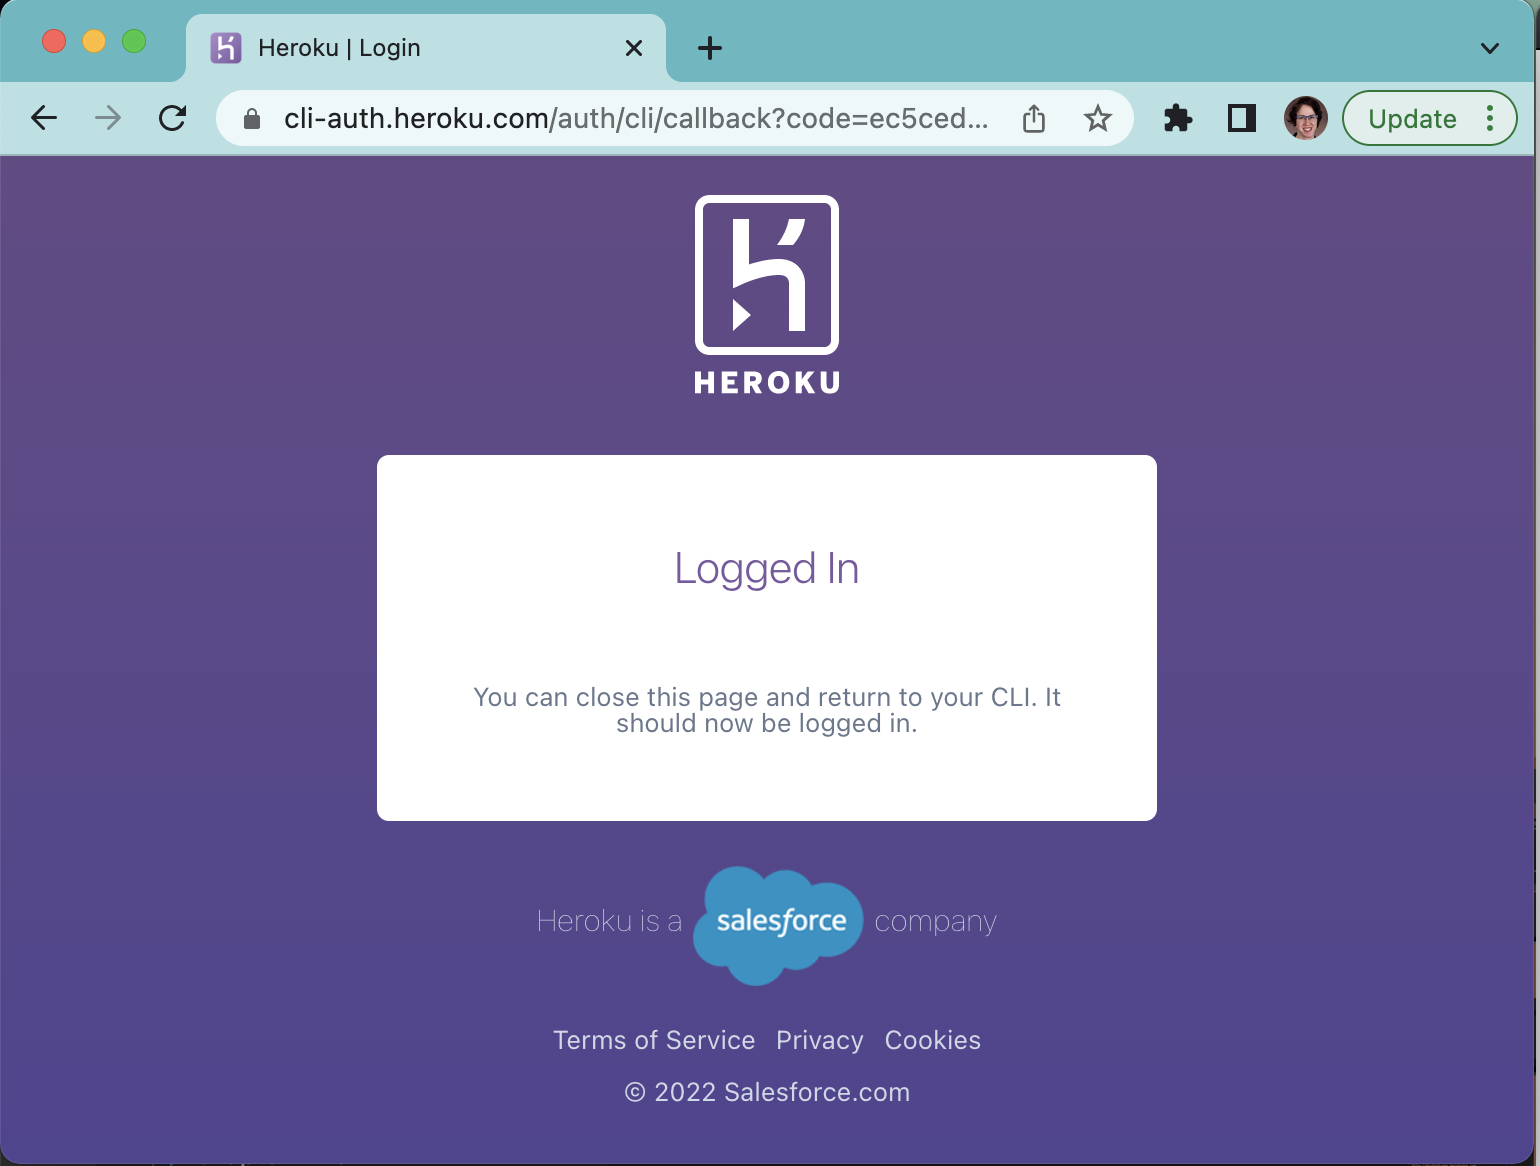 Heroku | Login
cli-auth.heroku.com/auth/cli/callback?code=ec5ced...
Update
HEROKU
Logged In
You can close this page and return to your CLI. It
should now be logged in.
Heroku is a salesforce company
Terms of Service Privacy Cookies
© 2022 Salesforce.com